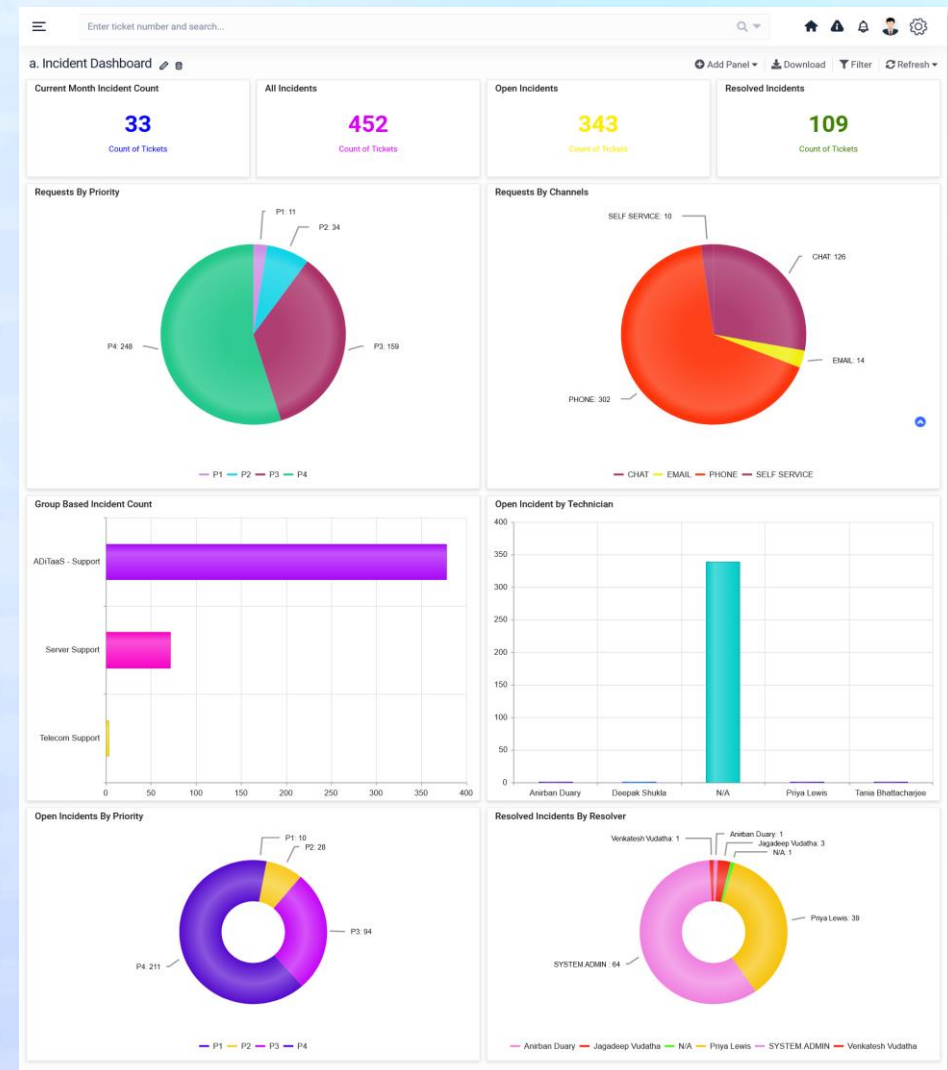 Enter ticket number and search...
a. Incident Dashboard
Add Panel
Download
Filter
Refresh
Current Month Incident Count
33
Count of Tickets
All Incidents
452
Count of Tickets
Open Incidents
343
Count of Tickets
Resolved Incidents
109
Count of Tickets
Requests By Priority
P1: 11
P2: 34
P4: 248
P3: 159
P1 P2 P3 P4
Requests By Channels
SELF SERVICE: 10
CHAT: 126
EMAIL: 14
PHONE: 302
CHAT EMAIL PHONE SELF SERVICE
Group Based Incident Count
ADiTaaS - Support
Server Support
Telecom Support
0 50 100 150 200 250 300 350 400
Open Incident by Technician
400
350
300
250
200
150
100
50
0
Anirban Duary Deepak Shukla N/A Priya Lewis Tania Bhattacharjee
Open Incidents By Priority
P1: 10
P2: 28
P3: 94
P4: 211
P1 P2 P3 P4
Resolved Incidents By Resolver
Venkatesh Vudatha: 1
Anirban Duary: 1
Jagadeep Vudatha: 3
N/A: 1
Priya Lewis: 39
SYSTEM.ADMIN : 64
Anirban Duary Jagadeep Vudatha N/A Priya Lewis SYSTEM.ADMIN Venkatesh Vudatha